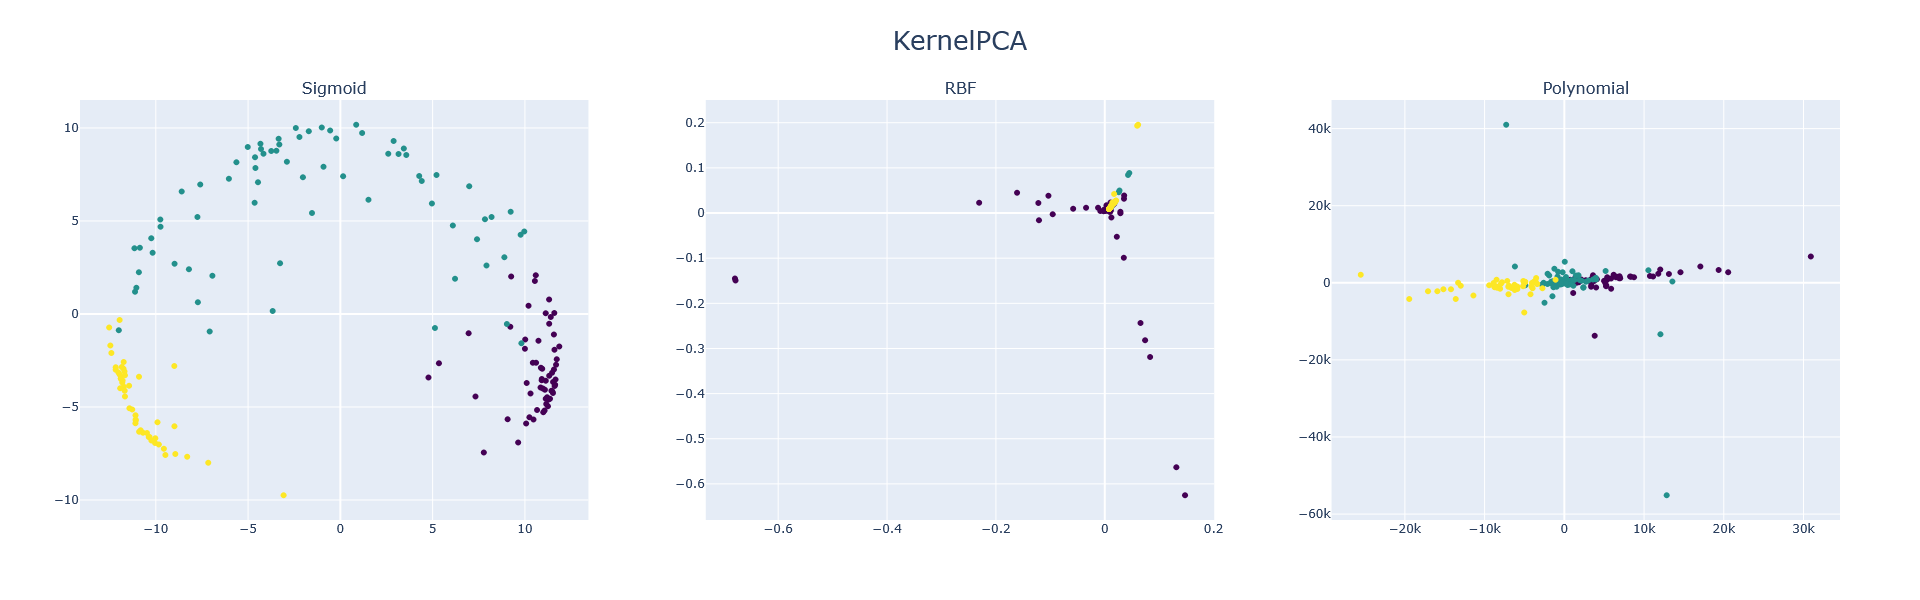 KernelPCA
Sigmoid
10
5
0
−5
−10
−10
−5
0
5
10
RBF
0.2
0.1
0
−0.1
−0.2
−0.3
−0.4
−0.5
−0.6
−0.6
−0.4
−0.2
0
0.2
Polynomial
40k
20k
0
−20k
−40k
−60k
−20k
−10k
0
10k
20k
30k